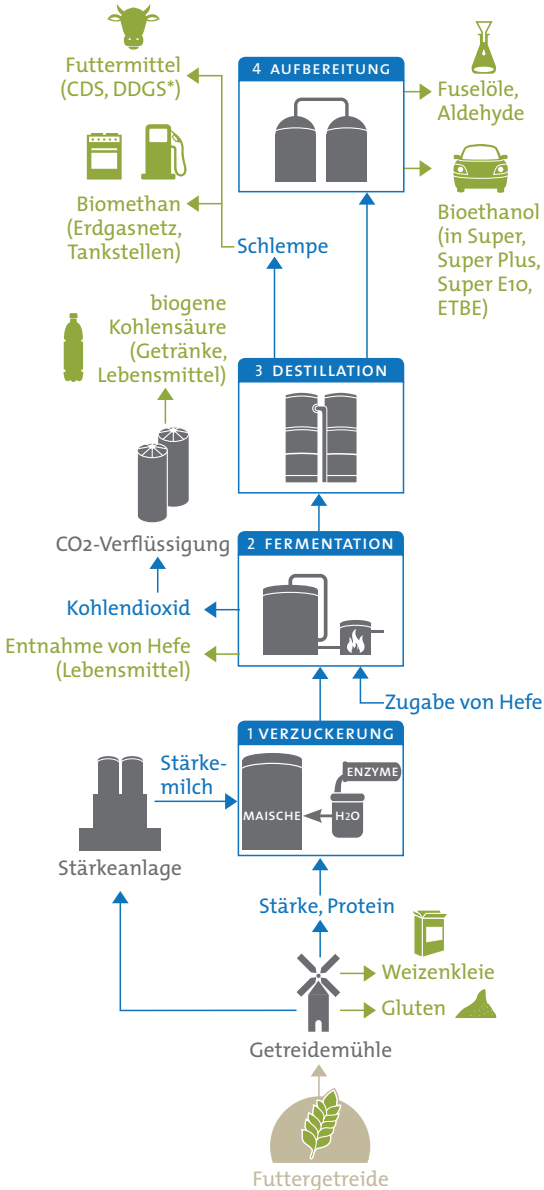 Futtermittel
(CDS, DDGS*)
4 AUFBEREITUNG
Fuselöle,
Aldehyde
Biomethan
(Erdgasnetz,
Tankstellen)
Schlempe
Bioethanol
(in Super,
Super Plus,
Super E10,
ETBE)
biogene
Kohlensäure
(Getränke,
Lebensmittel)
3 DESTILLATION
CO2-Verflüssigung
2 FERMENTATION
Kohlendioxid
Entnahme von Hefe
(Lebensmittel)
Zugabe von Hefe
1 VERZUCKERUNG
Stärke-
milch
ENZYME
MAISCHE
H2O
Stärkeanlage
Stärke, Protein
Weizenkleie
Gluten
Getreidemühle
Futtergetreide